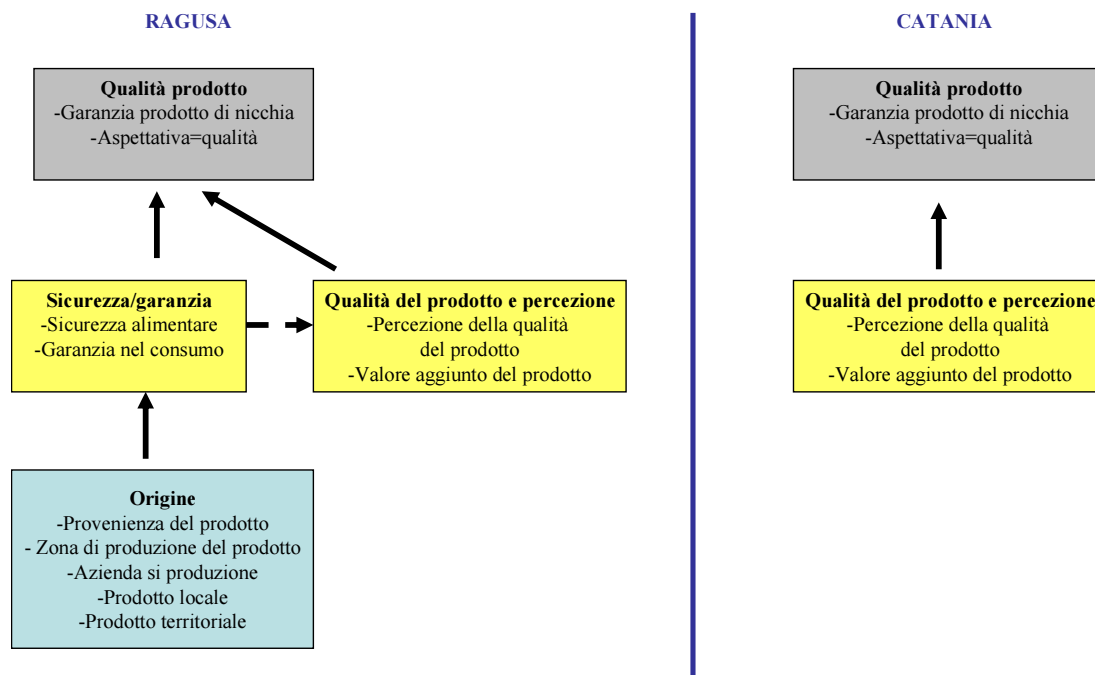 RAGUSA
Qualità prodotto
-Garanzia prodotto di nicchia
-Aspettativa=qualità
Sicurezza/garanzia
-Sicurezza alimentare
-Garanzia nel consumo
Qualità del prodotto e percezione
-Percezione della qualità
del prodotto
-Valore aggiunto del prodotto
Origine
-Provenienza del prodotto
- Zona di produzione del prodotto
-Azienda si produzione
-Prodotto locale
-Prodotto territoriale
CATANIA
Qualità prodotto
-Garanzia prodotto di nicchia
-Aspettativa=qualità
Qualità del prodotto e percezione
-Percezione della qualità
del prodotto
-Valore aggiunto del prodotto